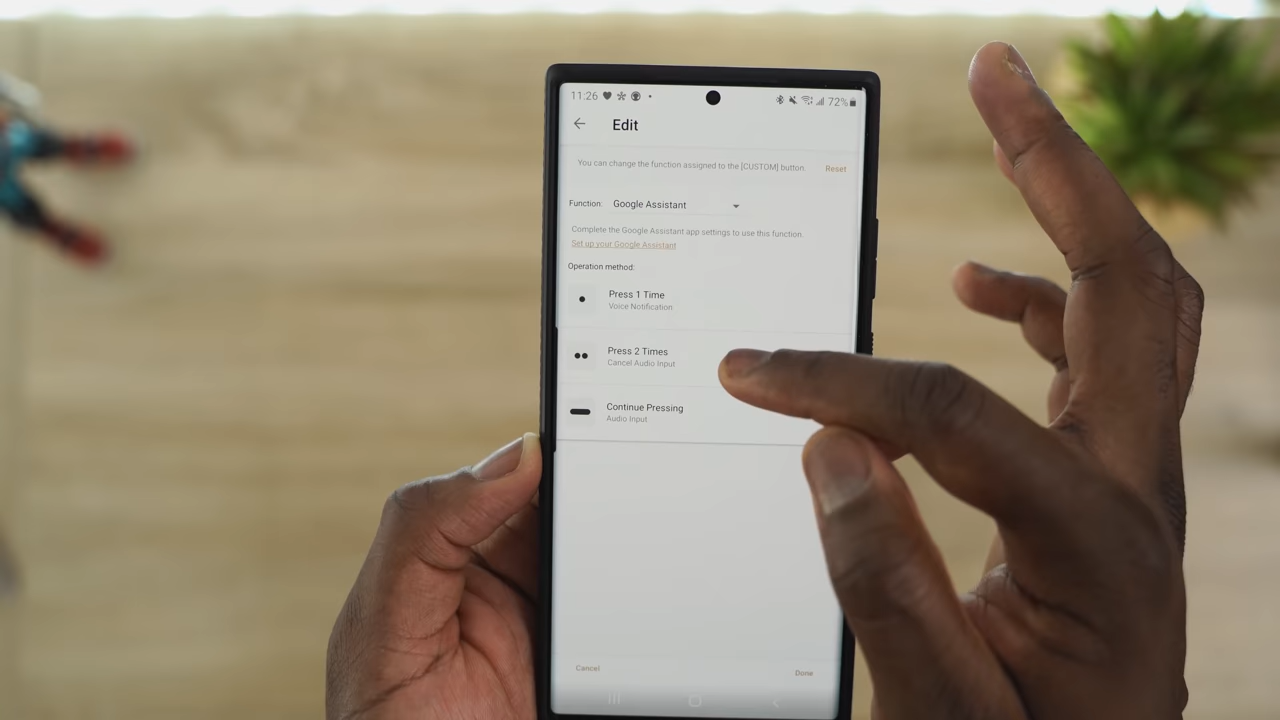 11:26 72%
Edit
You can change the function assigned to the [CUSTOM] button. Reset
Function: Google Assistant
Complete the Google Assistant app settings to use this function.
Set up your Google Assistant
Operation method:
Press 1 Time
Voice Notification
Press 2 Times
Cancel Audio Input
Continue Pressing
Audio Input
Cancel Done